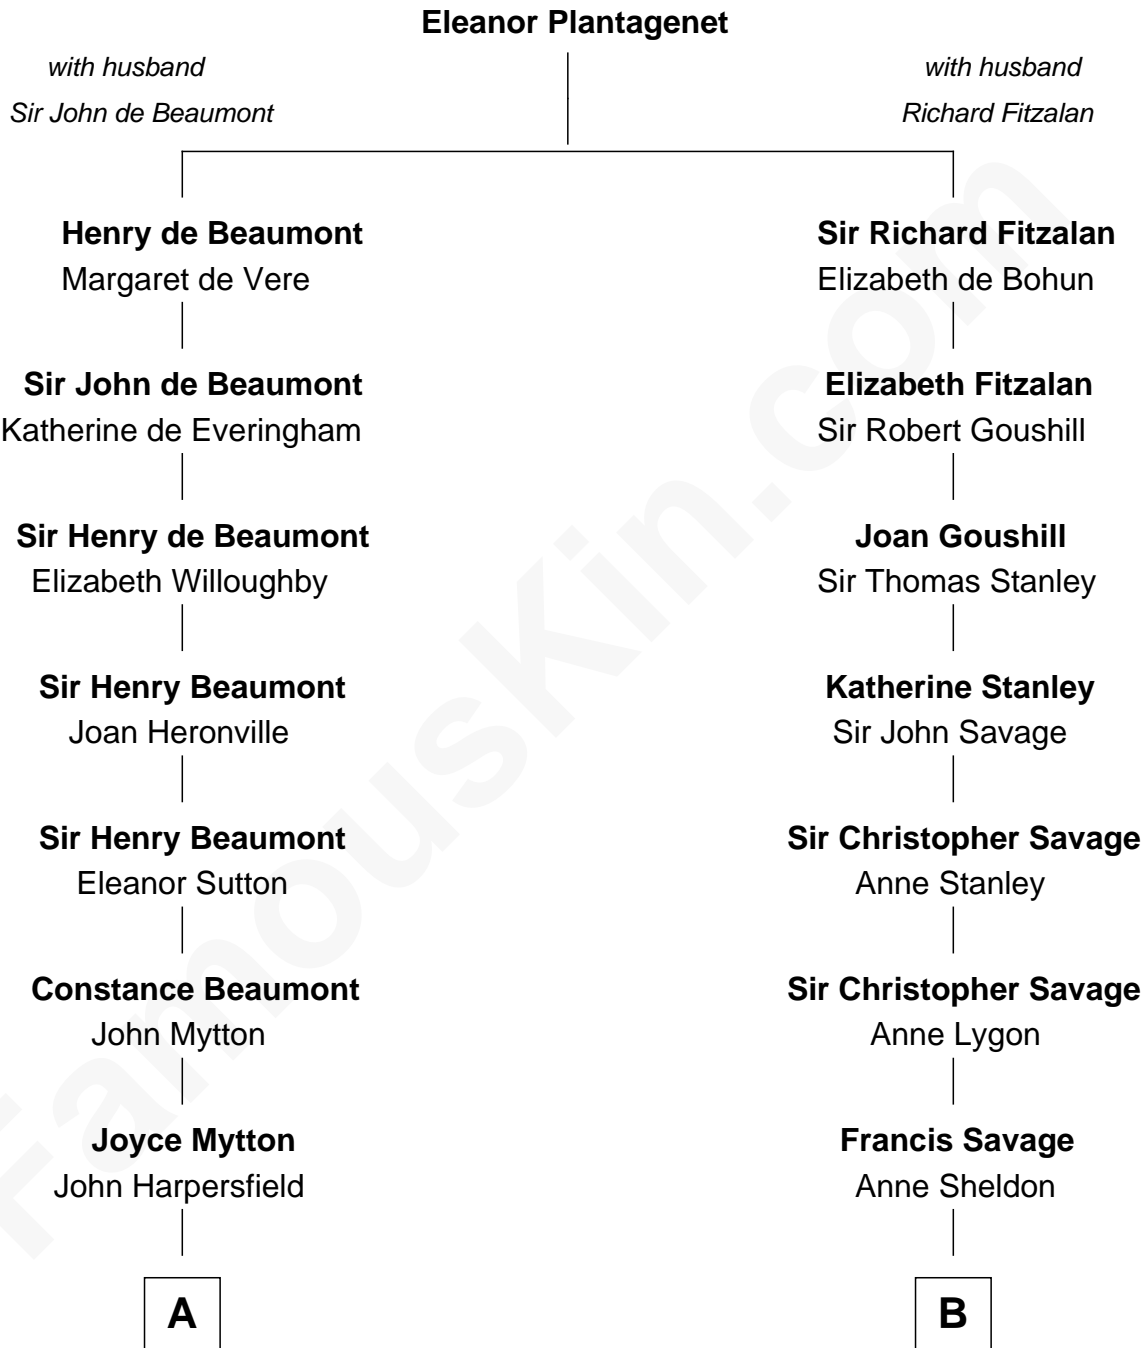 Eleanor Plantagenet
with husband
Sir John de Beaumont
with husband
Richard Fitzalan
Henry de Beaumont
Margaret de Vere
Sir Richard Fitzalan
Elizabeth de Bohun
Sir John de Beaumont
Katherine de Everingham
Elizabeth Fitzalan
Sir Robert Goushill
Sir Henry de Beaumont
Elizabeth Willoughby
Joan Goushill
Sir Thomas Stanley
Sir Henry Beaumont
Joan Heronville
Katherine Stanley
Sir John Savage
Sir Henry Beaumont
Eleanor Sutton
Sir Christopher Savage
Anne Stanley
Constance Beaumont
John Mytton
Sir Christopher Savage
Anne Lygon
Joyce Mytton
John Harpersfield
Francis Savage
Anne Sheldon
A
B
FamousKin.com